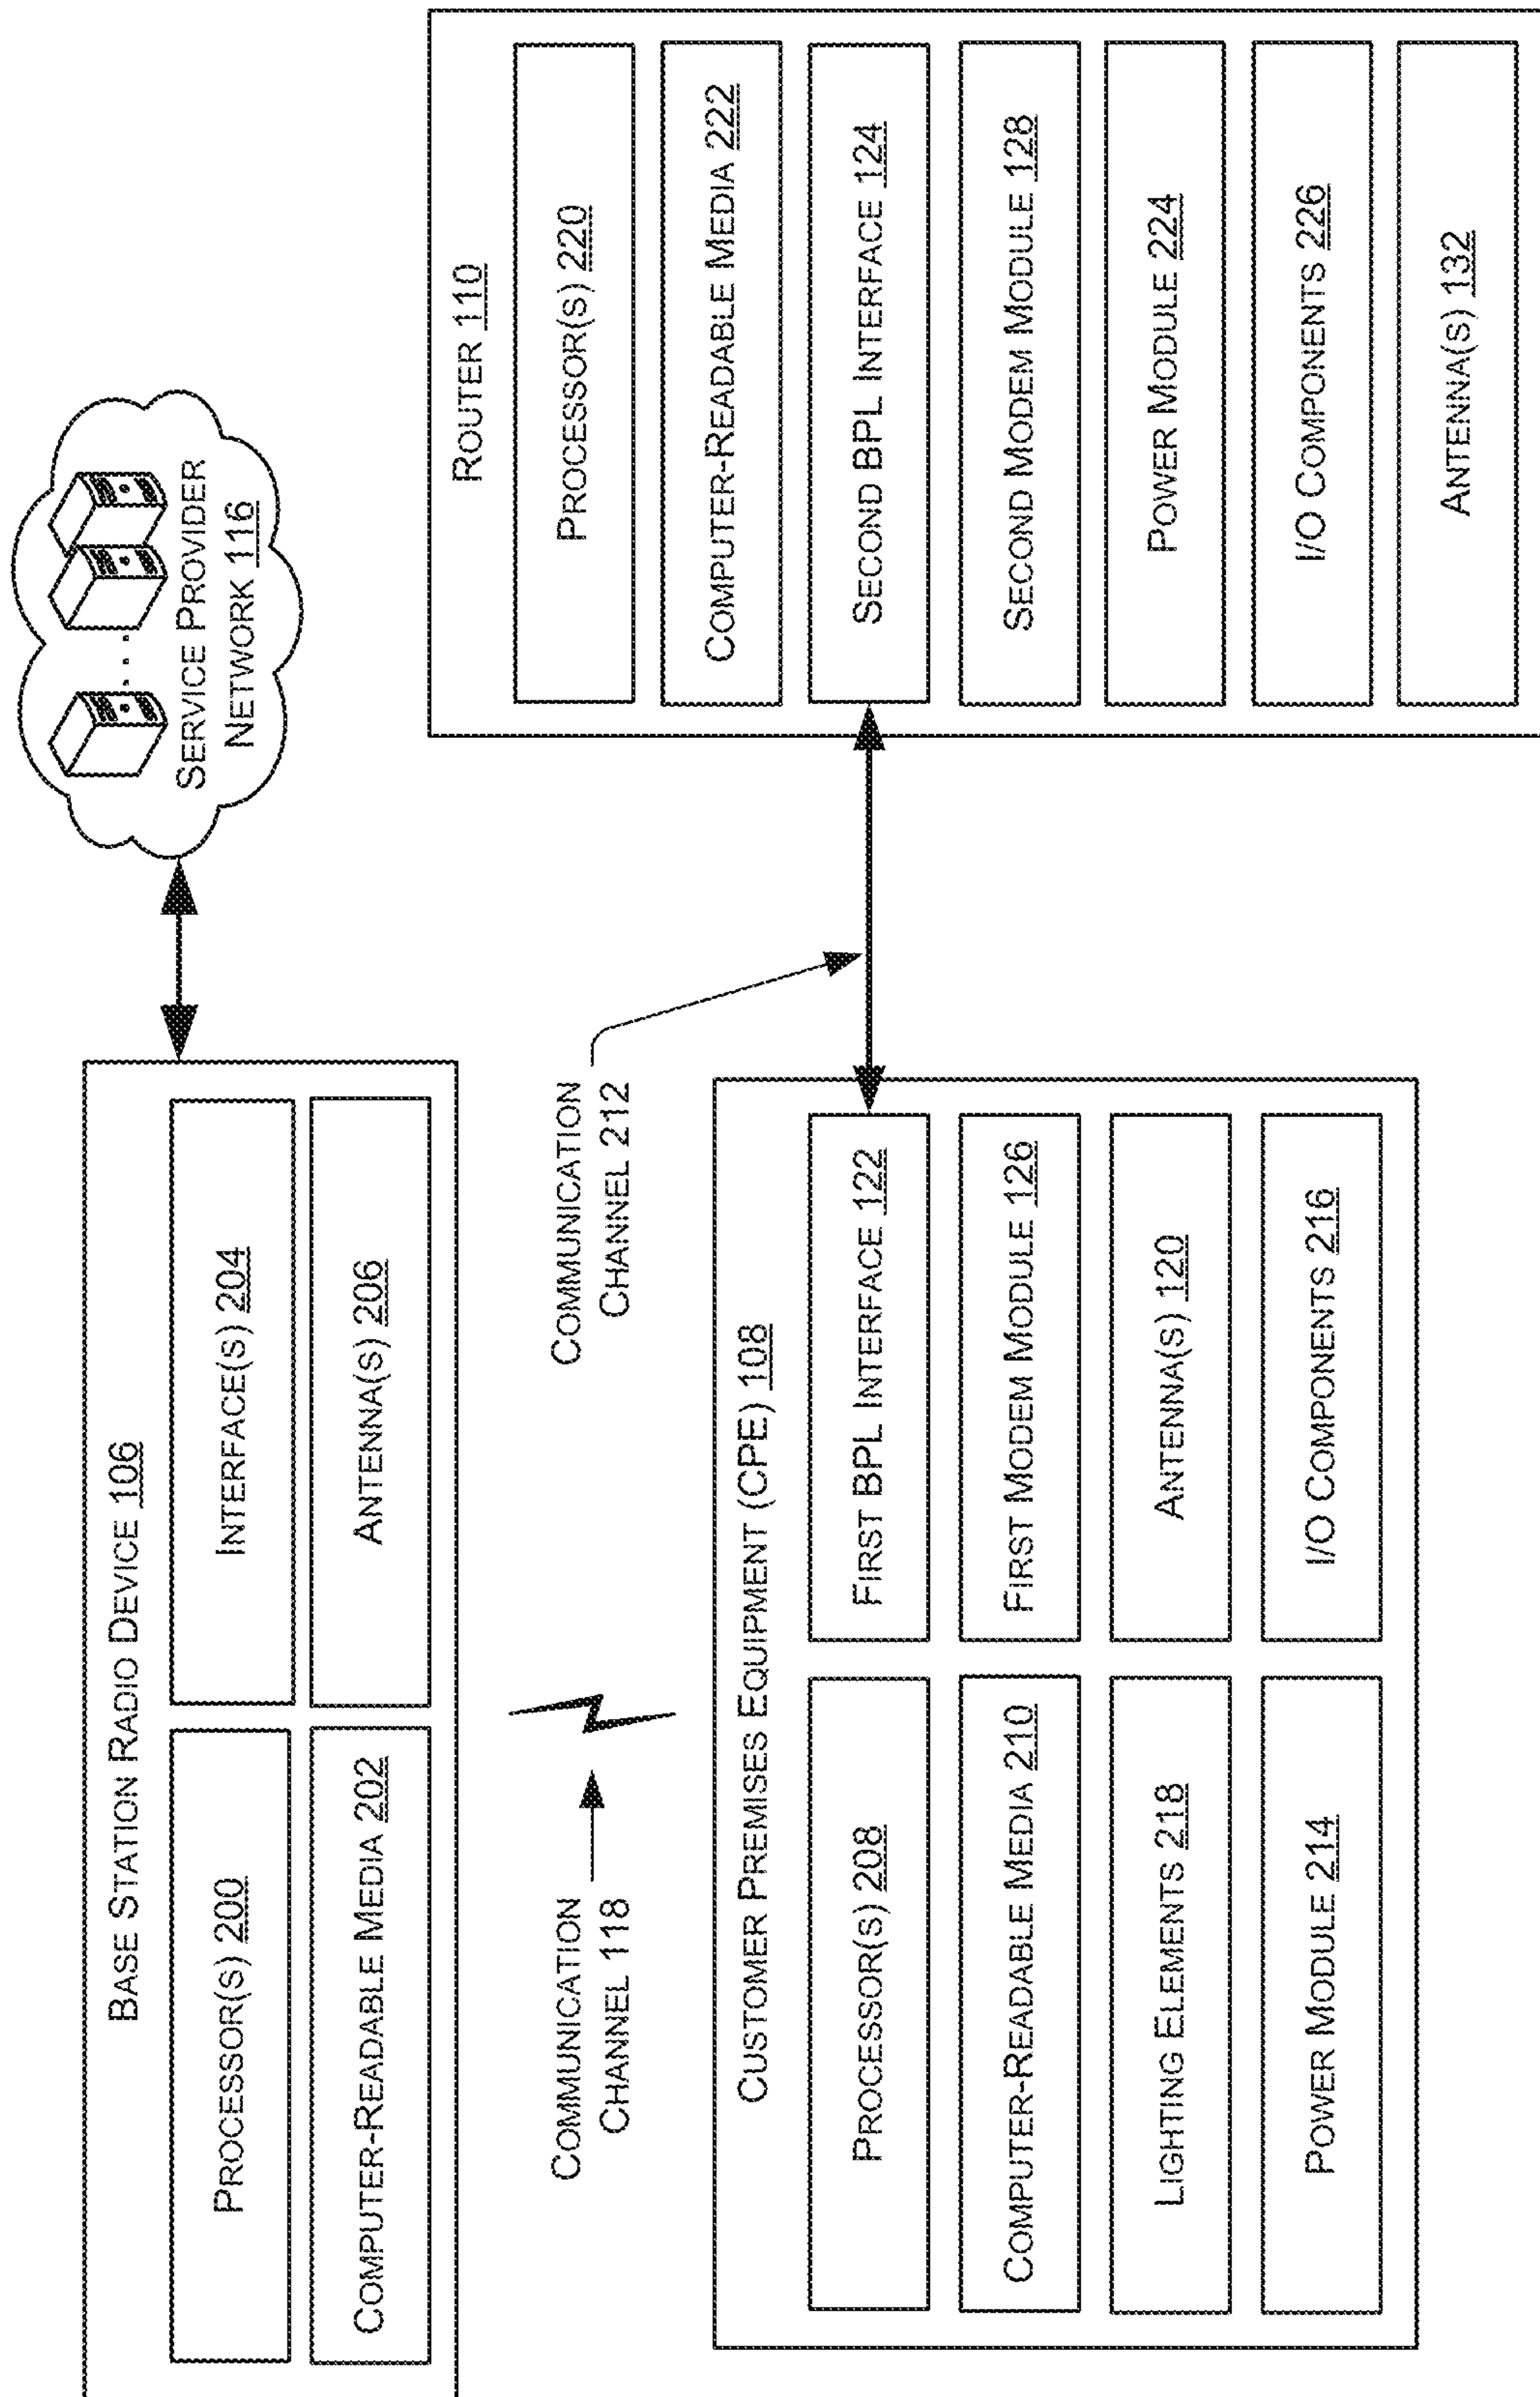 BASE STATION RADIO DEVICE 106
PROCESSOR(S) 200
INTERFACE(S) 204
COMPUTER-READABLE MEDIA 202
ANTENNA(S) 206
SERVICE PROVIDER
NETWORK 116
COMMUNICATION
CHANNEL 118
COMMUNICATION
CHANNEL 212
CUSTOMER PREMISES EQUIPMENT (CPE) 108
PROCESSOR(S) 208
FIRST BPL INTERFACE 122
COMPUTER-READABLE MEDIA 210
FIRST MODEM MODULE 126
LIGHTING ELEMENTS 218
ANTENNA(S) 120
POWER MODULE 214
I/O COMPONENTS 216
ROUTER 110
PROCESSOR(S) 220
COMPUTER-READABLE MEDIA 222
SECOND BPL INTERFACE 124
SECOND MODEM MODULE 128
POWER MODULE 224
I/O COMPONENTS 226
ANTENNA(S) 132